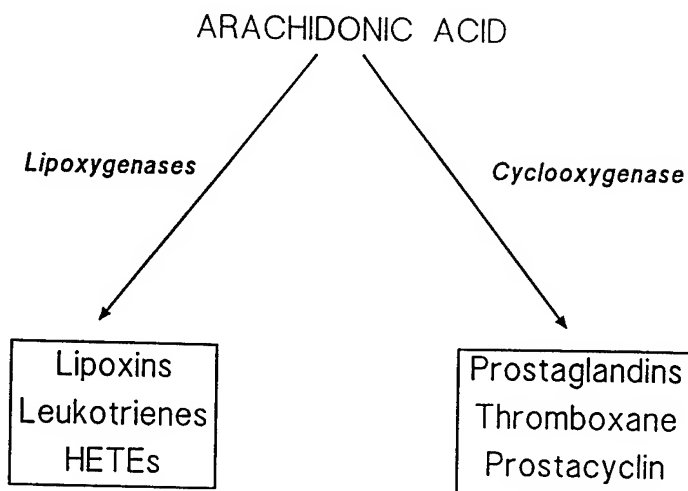 ARACHIDONIC ACID
Lipoxygenases
Cyclooxygenase
Lipoxins
Leukotrienes
HETEs
Prostaglandins
Thromboxane
Prostacyclin